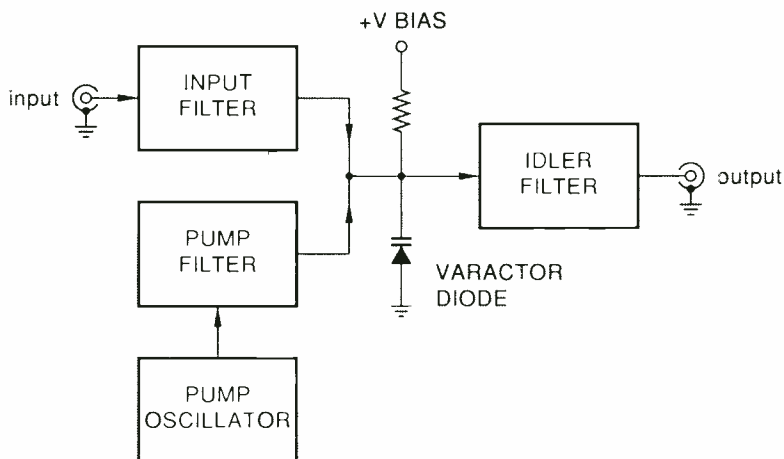 +V BIAS
input
INPUT
FILTER
IDLER
FILTER
output
PUMP
FILTER
VARACTOR
DIODE
PUMP
OSCILLATOR